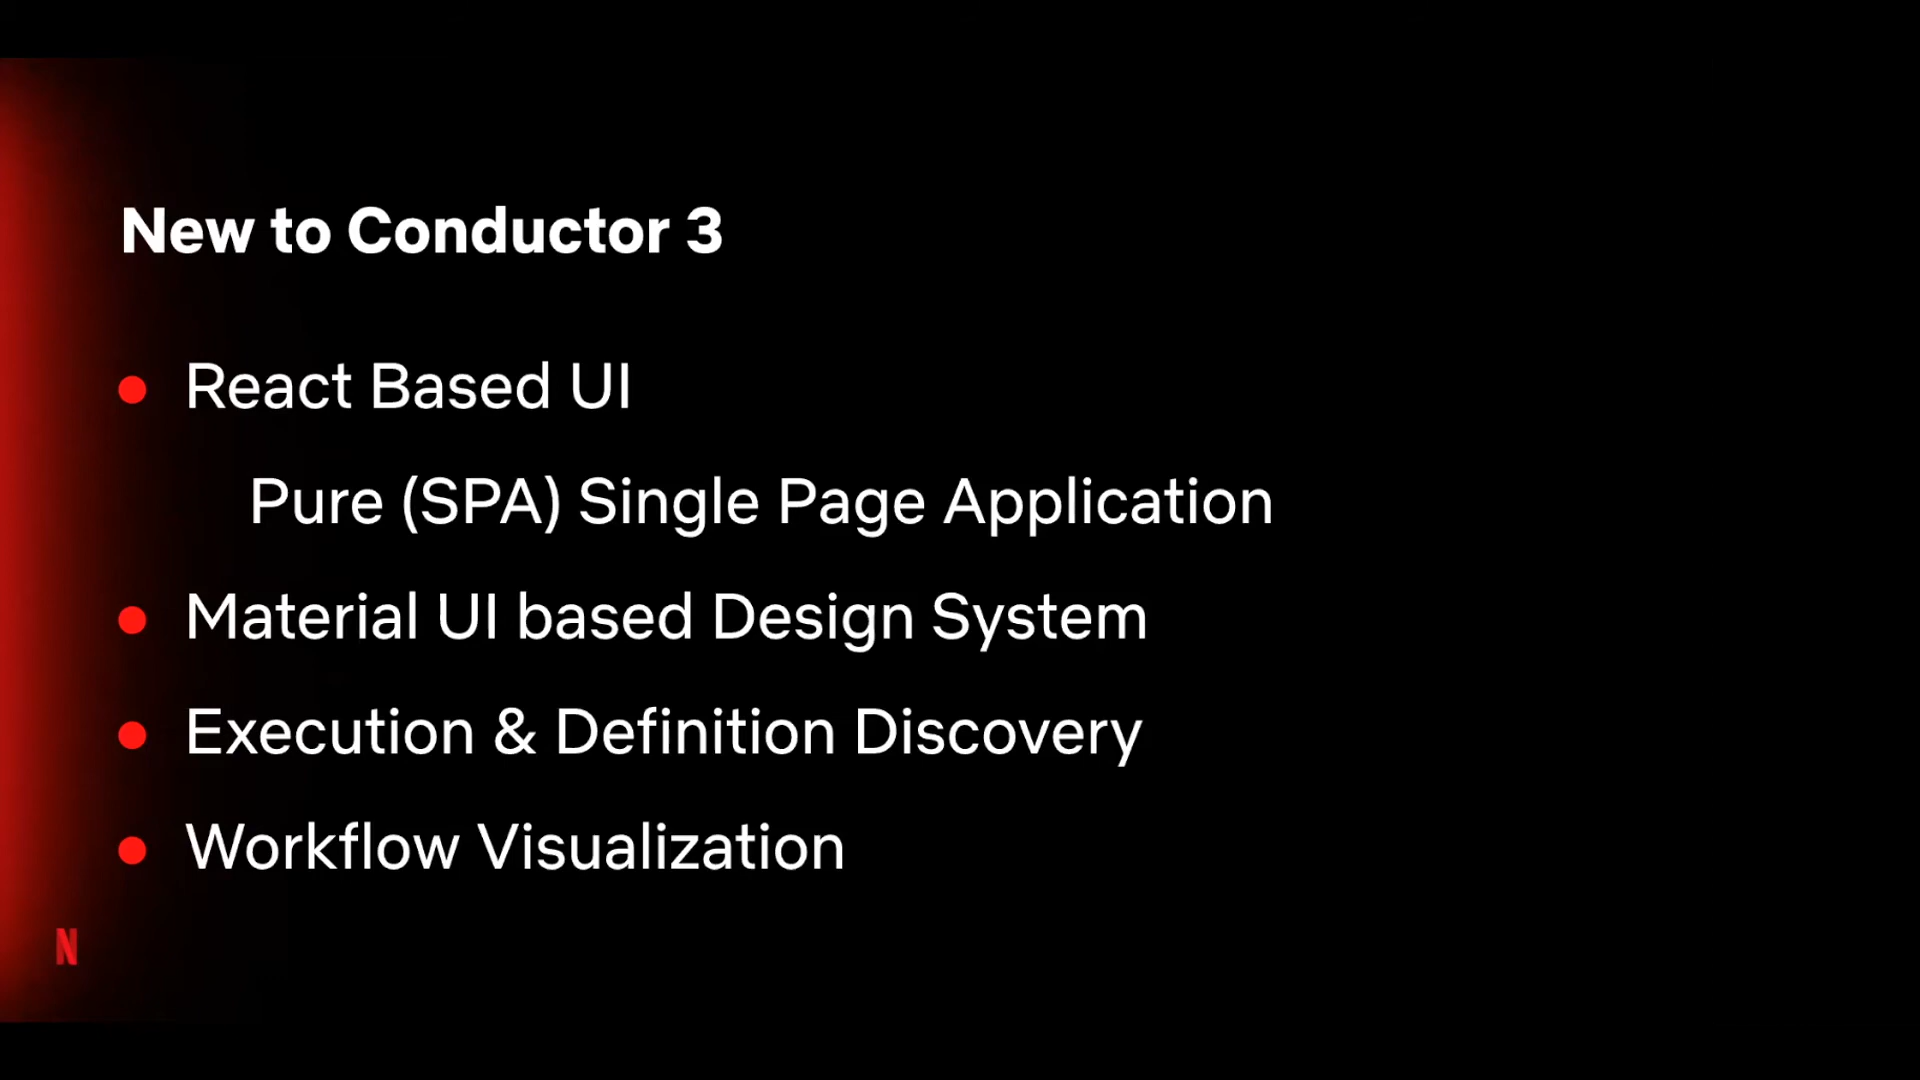 New to Conductor 3
React Based UI
Pure (SPA) Single Page Application
Material UI based Design System
Execution & Definition Discovery
Workflow Visualization
N